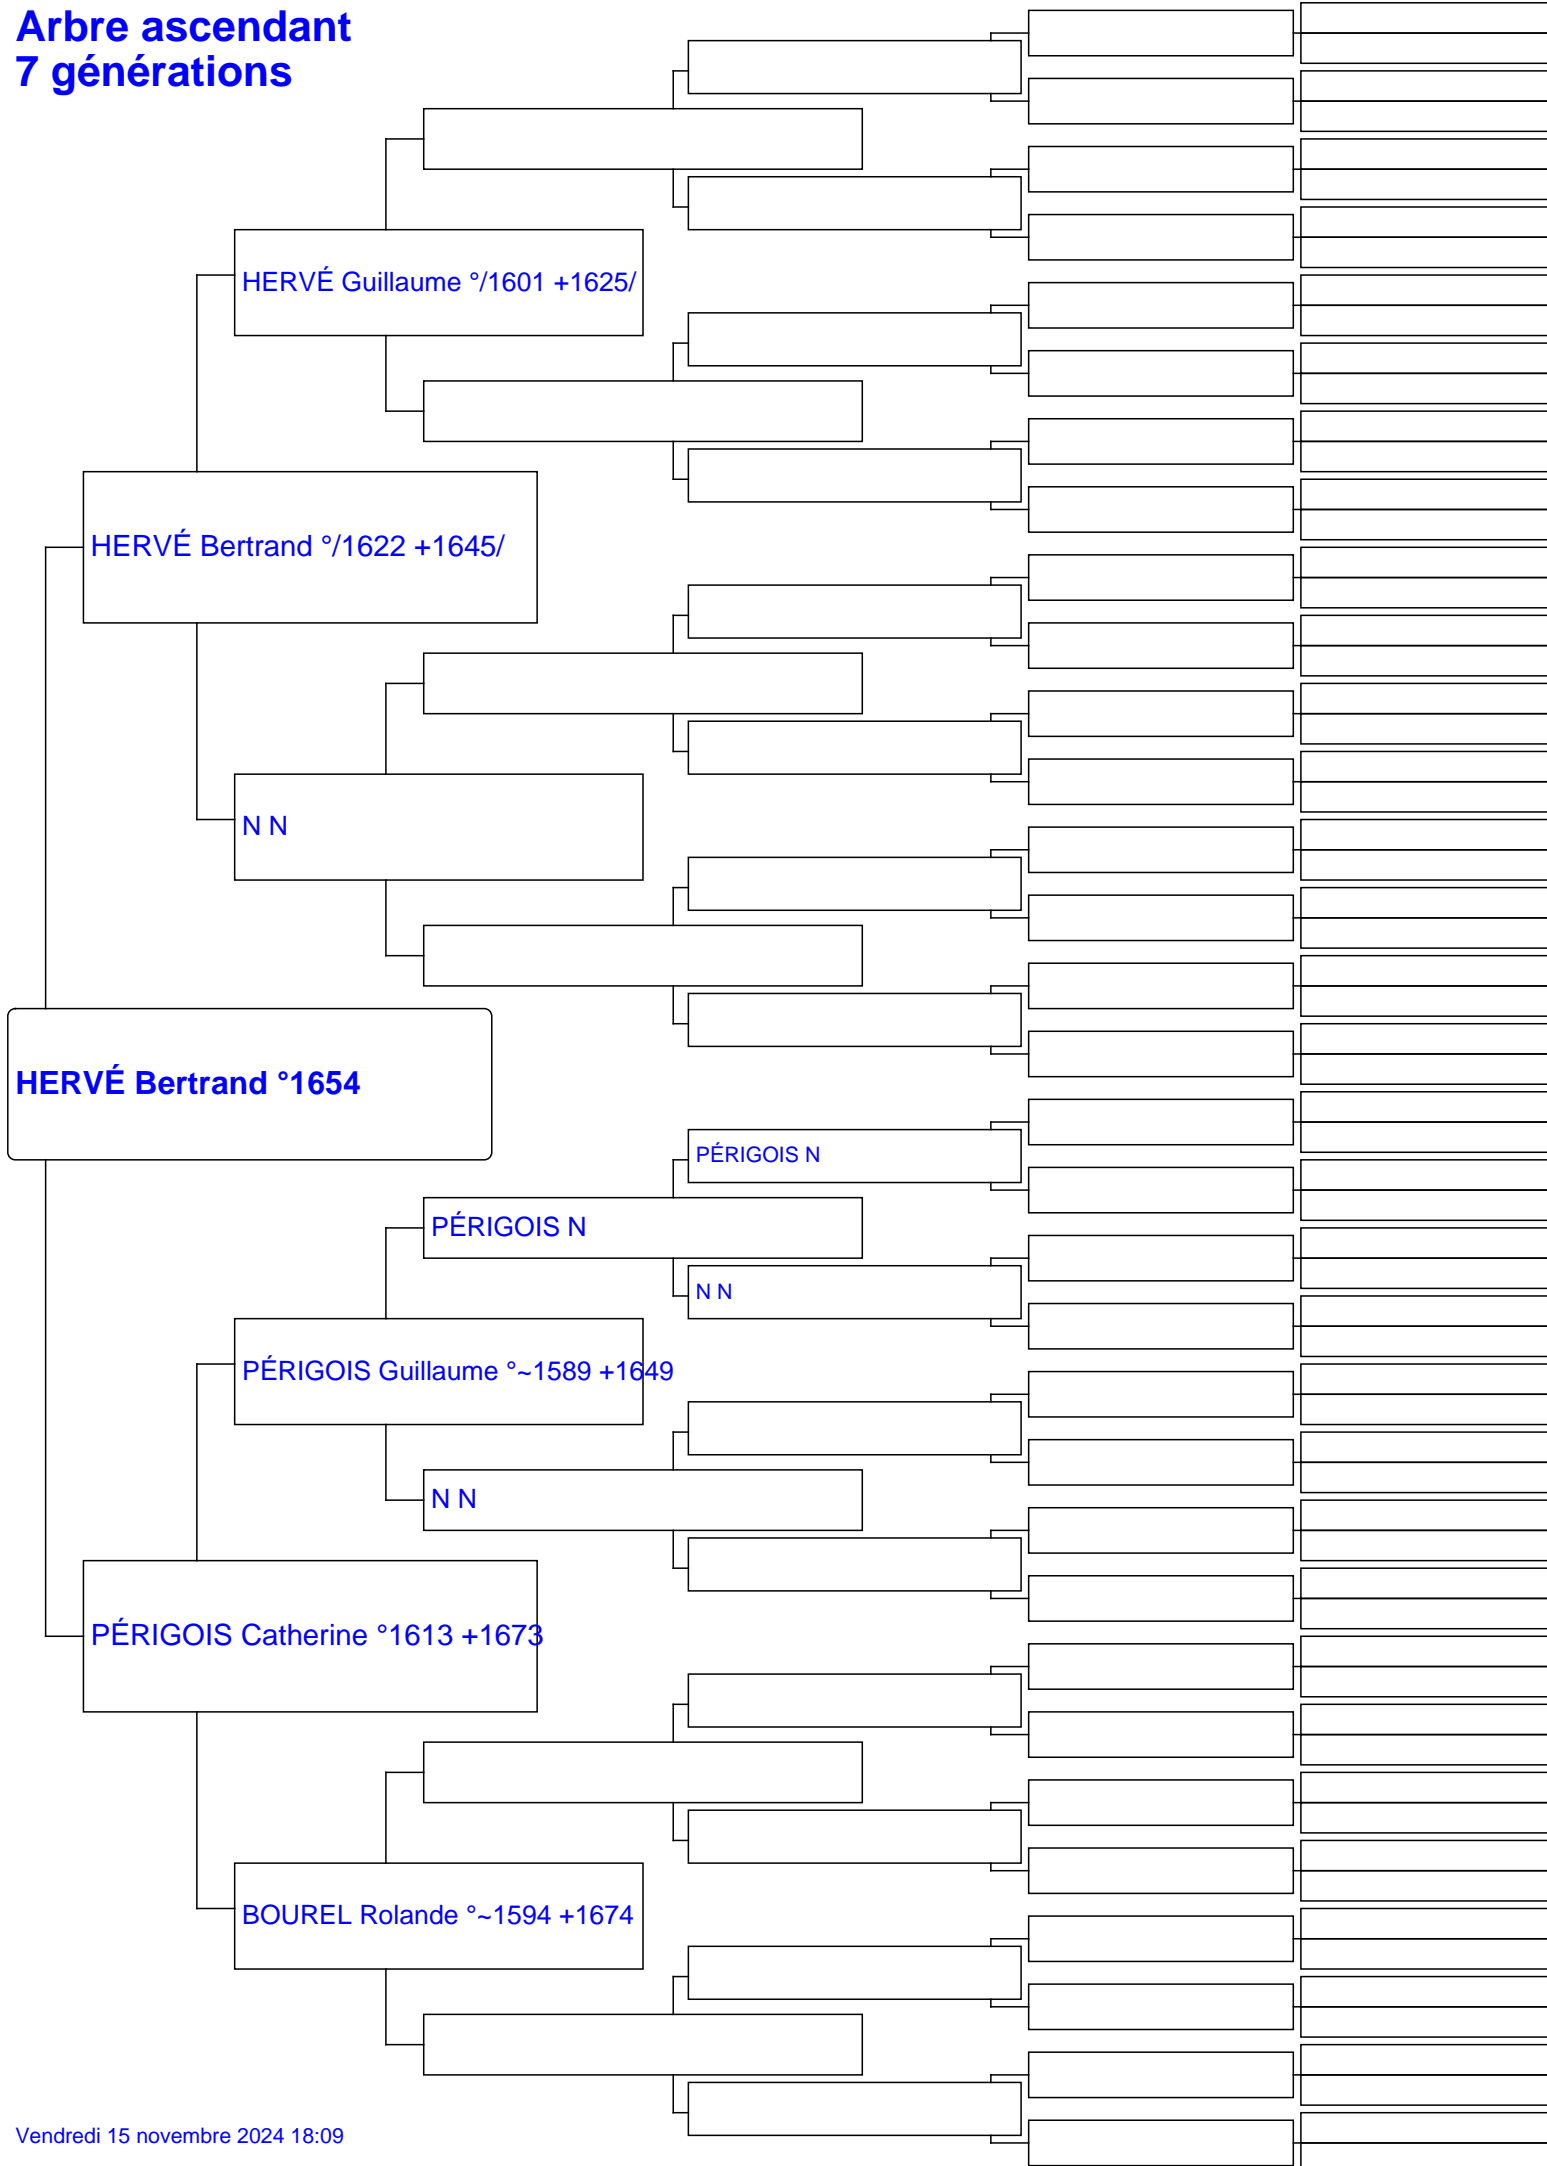 Arbre ascendant
7 générations
HERVÉ Guillaume °/1601 +1625/
HERVÉ Bertrand °/1622 +1645/
N N
HERVÉ Bertrand °1654
PÉRIGOIS N
PÉRIGOIS N
N N
PÉRIGOIS Guillaume °~1589 +1649
N N
PÉRIGOIS Catherine °1613 +1673
BOUREL Rolande °~1594 +1674
Vendredi 15 novembre 2024 18:09